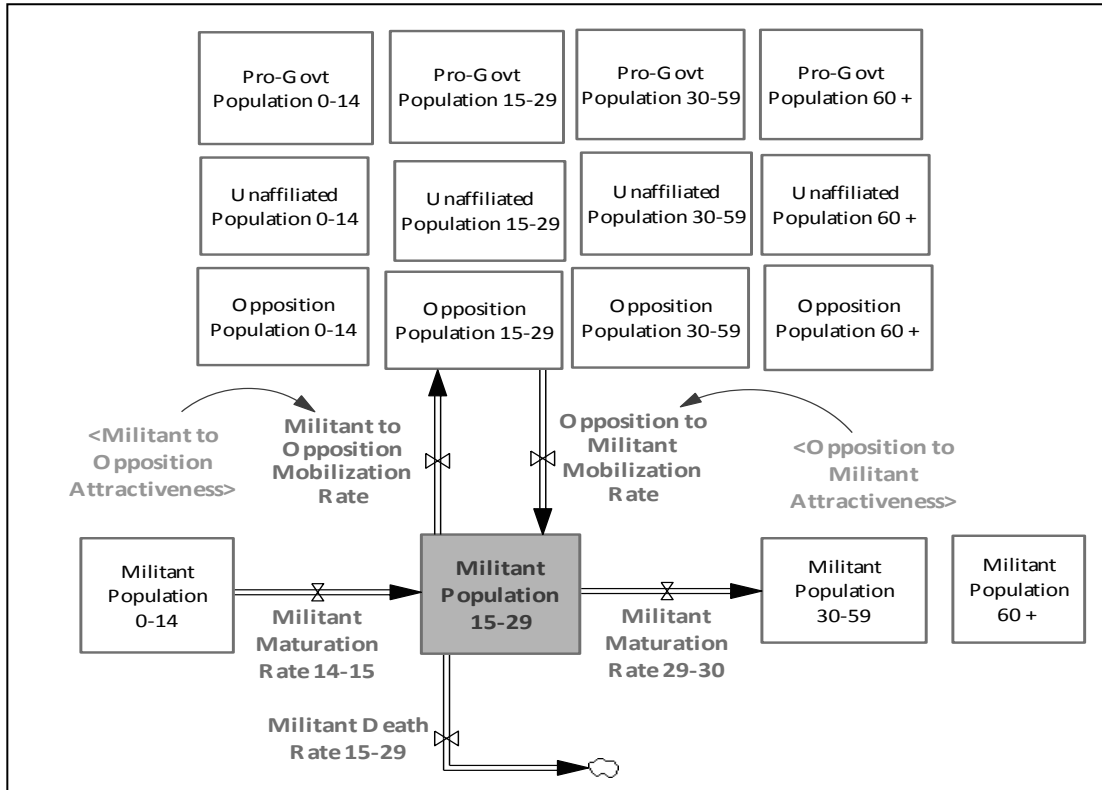 Pro-Govt
Population 0-14
Pro-Govt
Population 15-29
Pro-Govt
Population 30-59
Pro-Govt
Population 60 +
Unaffiliated
Population 0-14
Unaffiliated
Population 15-29
Unaffiliated
Population 30-59
Unaffiliated
Population 60 +
Opposition
Population 0-14
Opposition
Population 15-29
Opposition
Population 30-59
Opposition
Population 60 +
<Militant to
Opposition
Attractiveness>
Militant to
Opposition
Mobilization
Rate
Opposition to
Militant
Mobilization
Rate
<Opposition to
Militant
Attractiveness>
Militant
Population
0-14
Militant
Maturation
Rate 14-15
Militant
Population
15-29
Militant
Maturation
Rate 29-30
Militant
Population
30-59
Militant
Population
60 +
Militant Death
Rate 15-29